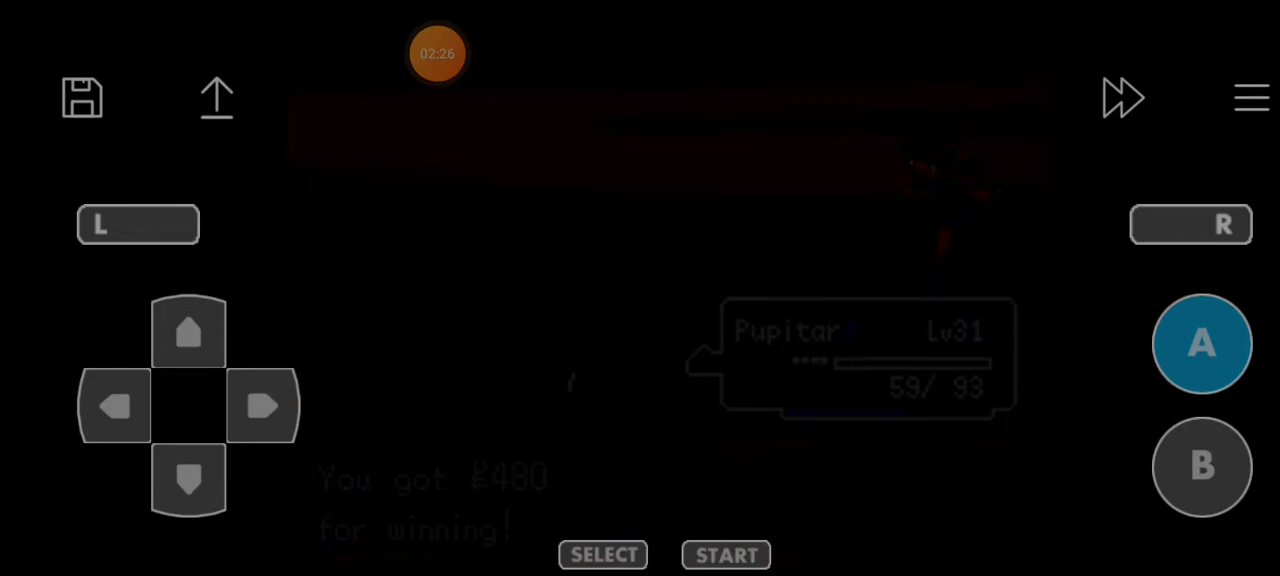 02:26
L
R
Pupitar♂ Lv31
59/ 93
A
B
You got ₽480
for winning!
SELECT
START